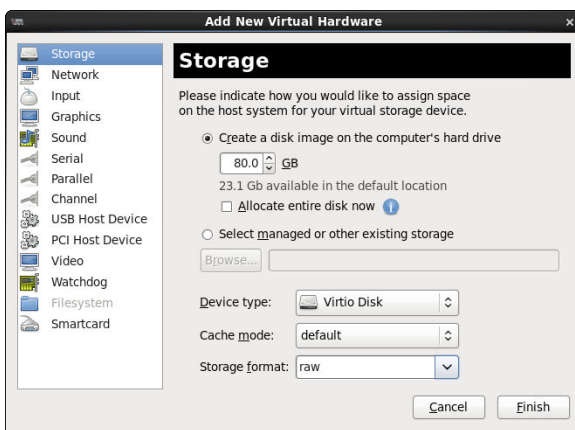 Add New Virtual Hardware
Storage
Network
Input
Graphics
Sound
Serial
Parallel
Channel
USB Host Device
PCI Host Device
Video
Watchdog
Filesystem
Smartcard
Storage
Please indicate how you would like to assign space
on the host system for your virtual storage device.
Create a disk image on the computer's hard drive
80.0 GB
23.1 Gb available in the default location
Allocate entire disk now
Select managed or other existing storage
Browse...
Device type: Virtio Disk
Cache mode: default
Storage format: raw
Cancel Finish